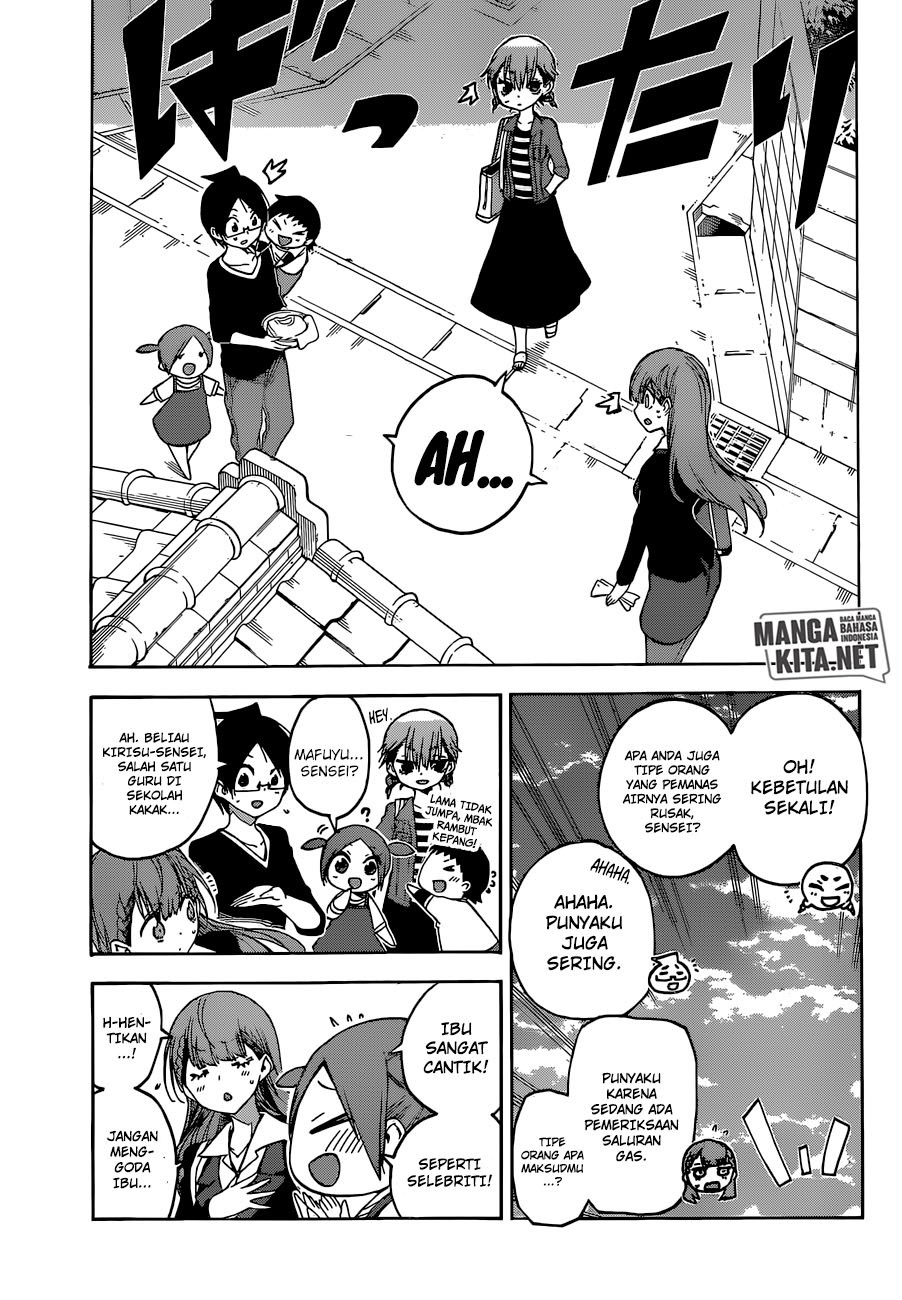 ばったり
AH...
MANGA
KITA.NET
BACA MANGA
BAHASA
INDONESIA
OH!
KEBETULAN
SEKALI!
APA ANDA JUGA
TIPE ORANG
YANG PEMANAS
AIRNYA SERING
RUSAK,
SENSEI?
AHAHA.
AHAHA.
PUNYAKU
JUGA
SERING.
PUNYAKU
KARENA
SEDANG ADA
PEMERIKSAAN
SALURAN
GAS.
TIPE
ORANG APA
MAKSUDMU
...?
HEY.
LAMA TIDAK
JUMPA, MBAK
RAMBUT
KEPANG!
MAFUYU...
SENSEI?
?
AH. BELIAU
KIRISU-SENSEI,
SALAH SATU
GURU DI
SEKOLAH
KAKAK...
IBU
SANGAT
CANTIK!
SEPERTI
SELEBRITI!
H-HEN-
TIKAN
...!
JANGAN
MENG-
GODA
IBU...